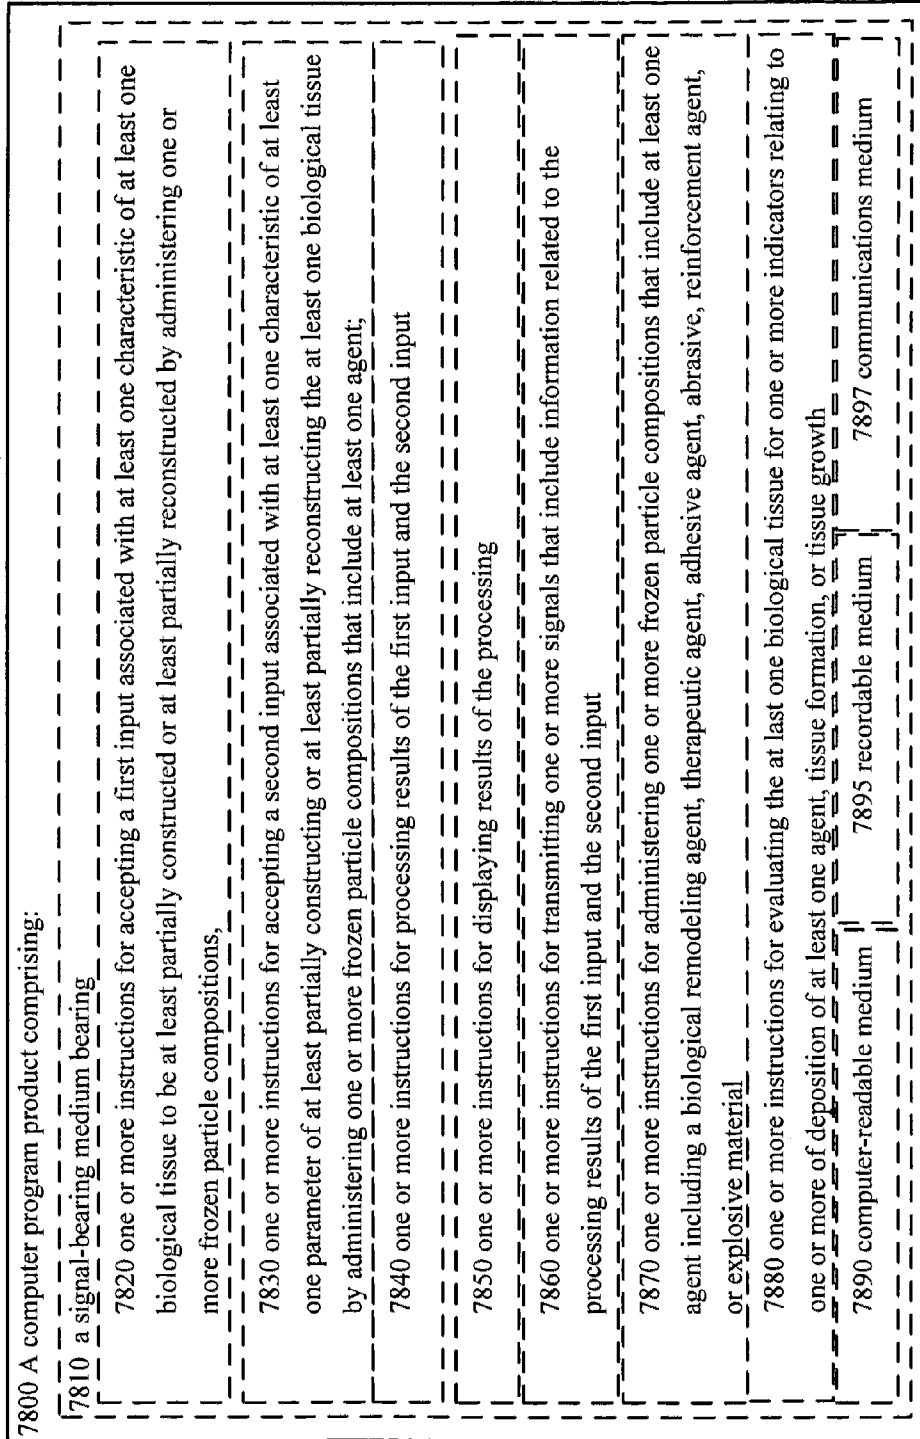 7800 A computer program product comprising:
7810 a signal-bearing medium bearing
7820 one or more instructions for accepting a first input associated with at least one characteristic of at least one
biological tissue to be at least partially constructed or at least partially reconstructed by administering one or
more frozen particle compositions,
7830 one or more instructions for accepting a second input associated with at least one characteristic of at least
one parameter of at least partially constructing or at least partially reconstructing the at least one biological tissue
by administering one or more frozen particle compositions that include at least one agent;
7840 one or more instructions for processing results of the first input and the second input
7850 one or more instructions for displaying results of the processing
7860 one or more instructions for transmitting one or more signals that include information related to the
processing results of the first input and the second input
7870 one or more instructions for administering one or more frozen particle compositions that include at least one
agent including a biological remodeling agent, therapeutic agent, adhesive agent, abrasive, reinforcement agent,
or explosive material
7880 one or more instructions for evaluating the at last one biological tissue for one or more indicators relating to
one or more of deposition of at least one agent, tissue formation, or tissue growth
7890 computer-readable medium
7895 recordable medium
7897 communications medium